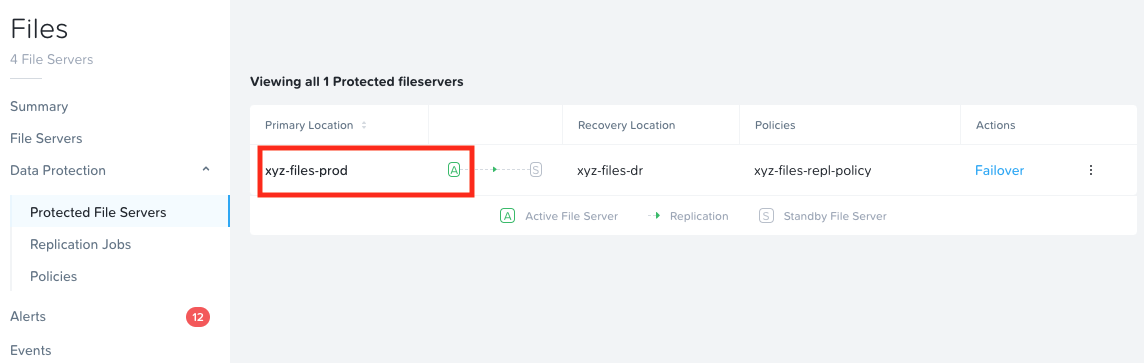 Files
4 File Servers
Summary
File Servers
Data Protection
Protected File Servers
Replication Jobs
Policies
Alerts 12
Events
Viewing all 1 Protected fileservers
Primary Location Recovery Location Policies Actions
xyz-files-prod A S xyz-files-dr xyz-files-repl-policy Failover
A Active File Server Replication S Standby File Server